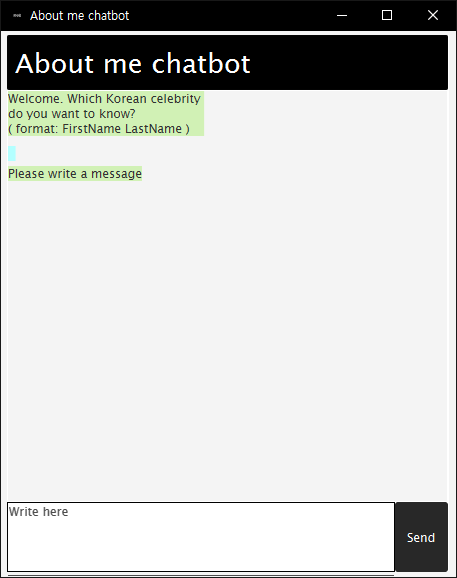 About me chatbot
About me chatbot
Welcome. Which Korean celebrity
do you want to know?
( format: FirstName LastName )
Please write a message
Write here
Send